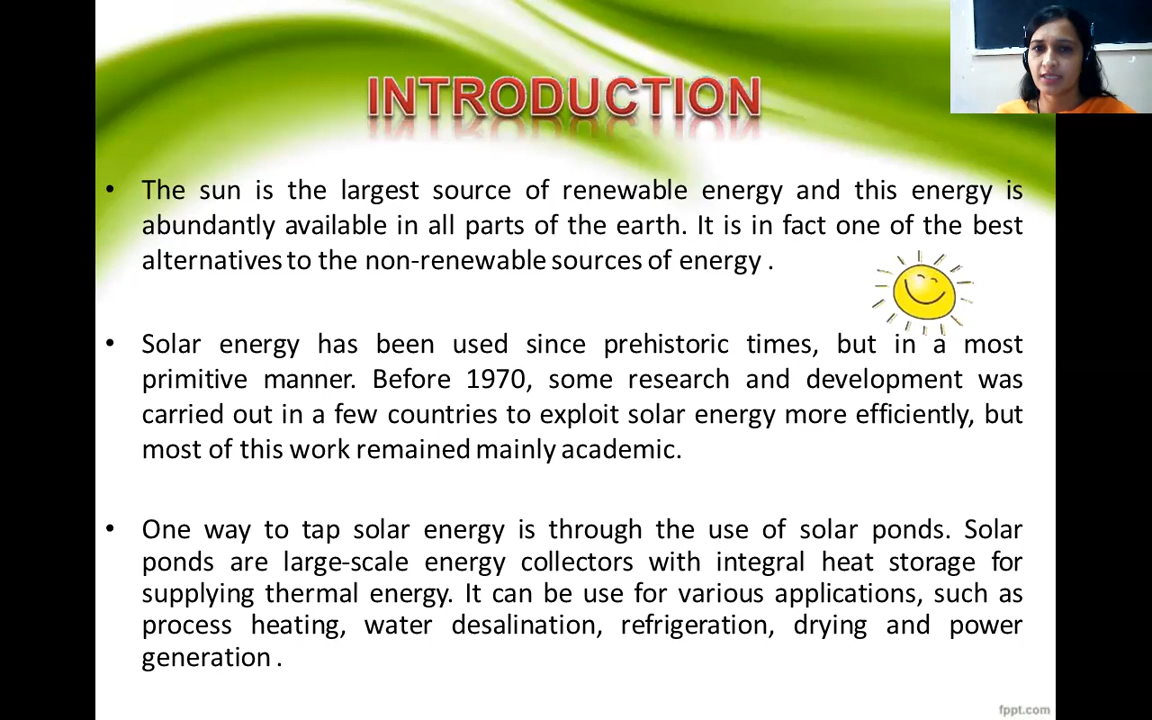 INTRODUCTION
• The sun is the largest source of renewable energy and this energy is
abundantly available in all parts of the earth. It is in fact one of the best
alternatives to the non-renewable sources of energy .
• Solar energy has been used since prehistoric times, but in a most
primitive manner. Before 1970, some research and development was
carried out in a few countries to exploit solar energy more efficiently, but
most of this work remained mainly academic.
• One way to tap solar energy is through the use of solar ponds. Solar
ponds are large-scale energy collectors with integral heat storage for
supplying thermal energy. It can be use for various applications, such as
process heating, water desalination, refrigeration, drying and power
generation .
fppt.com